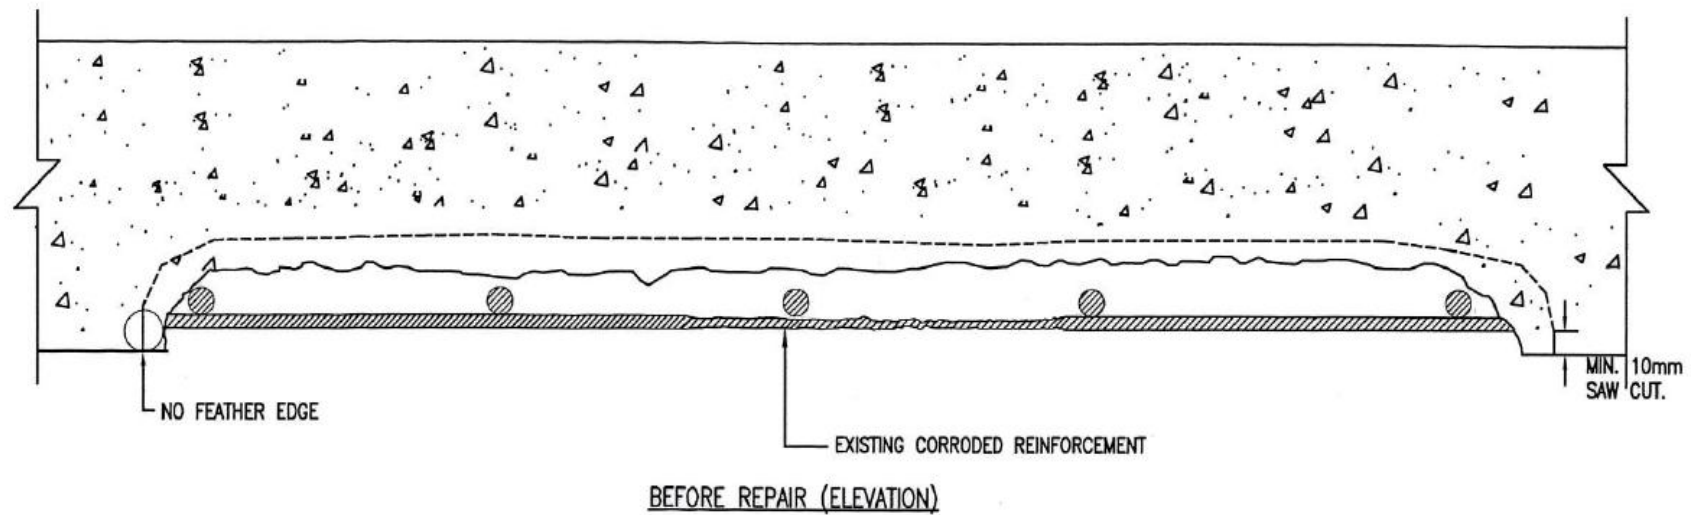 MIN. 10mm
SAW CUT.
NO FEATHER EDGE
EXISTING CORRODED REINFORCEMENT
BEFORE REPAIR (ELEVATION)